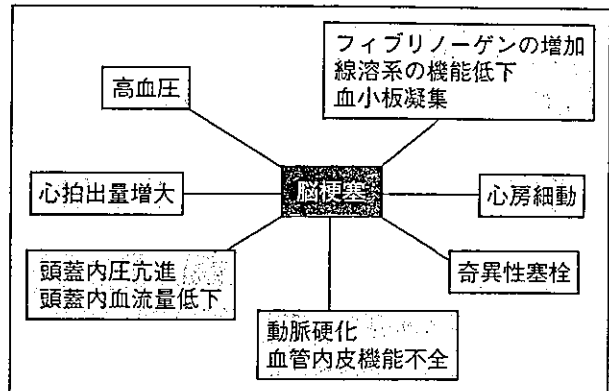 フィブリノーゲンの増加
線溶系の機能低下
血小板凝集
高血圧
脳梗塞
心拍出量増大
心房細動
頭蓋内圧亢進
頭蓋内血流量低下
奇異性塞栓
動脈硬化
血管内皮機能不全